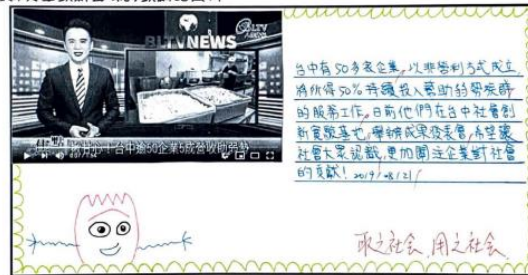 BLTVNEWS
BLTV
台中逾50企業5成營收助弱勢
台中有50多家企業,以非營利方式成立
將所得50%持續投入幫助弱勢族群
的服務工作,日前他們在台中社會創
新實驗基地,舉辦成果發表會,希望讓
社會大眾認識,更加關注企業對社會
的貢獻! 2019/08/21/
取之社會,用之社會